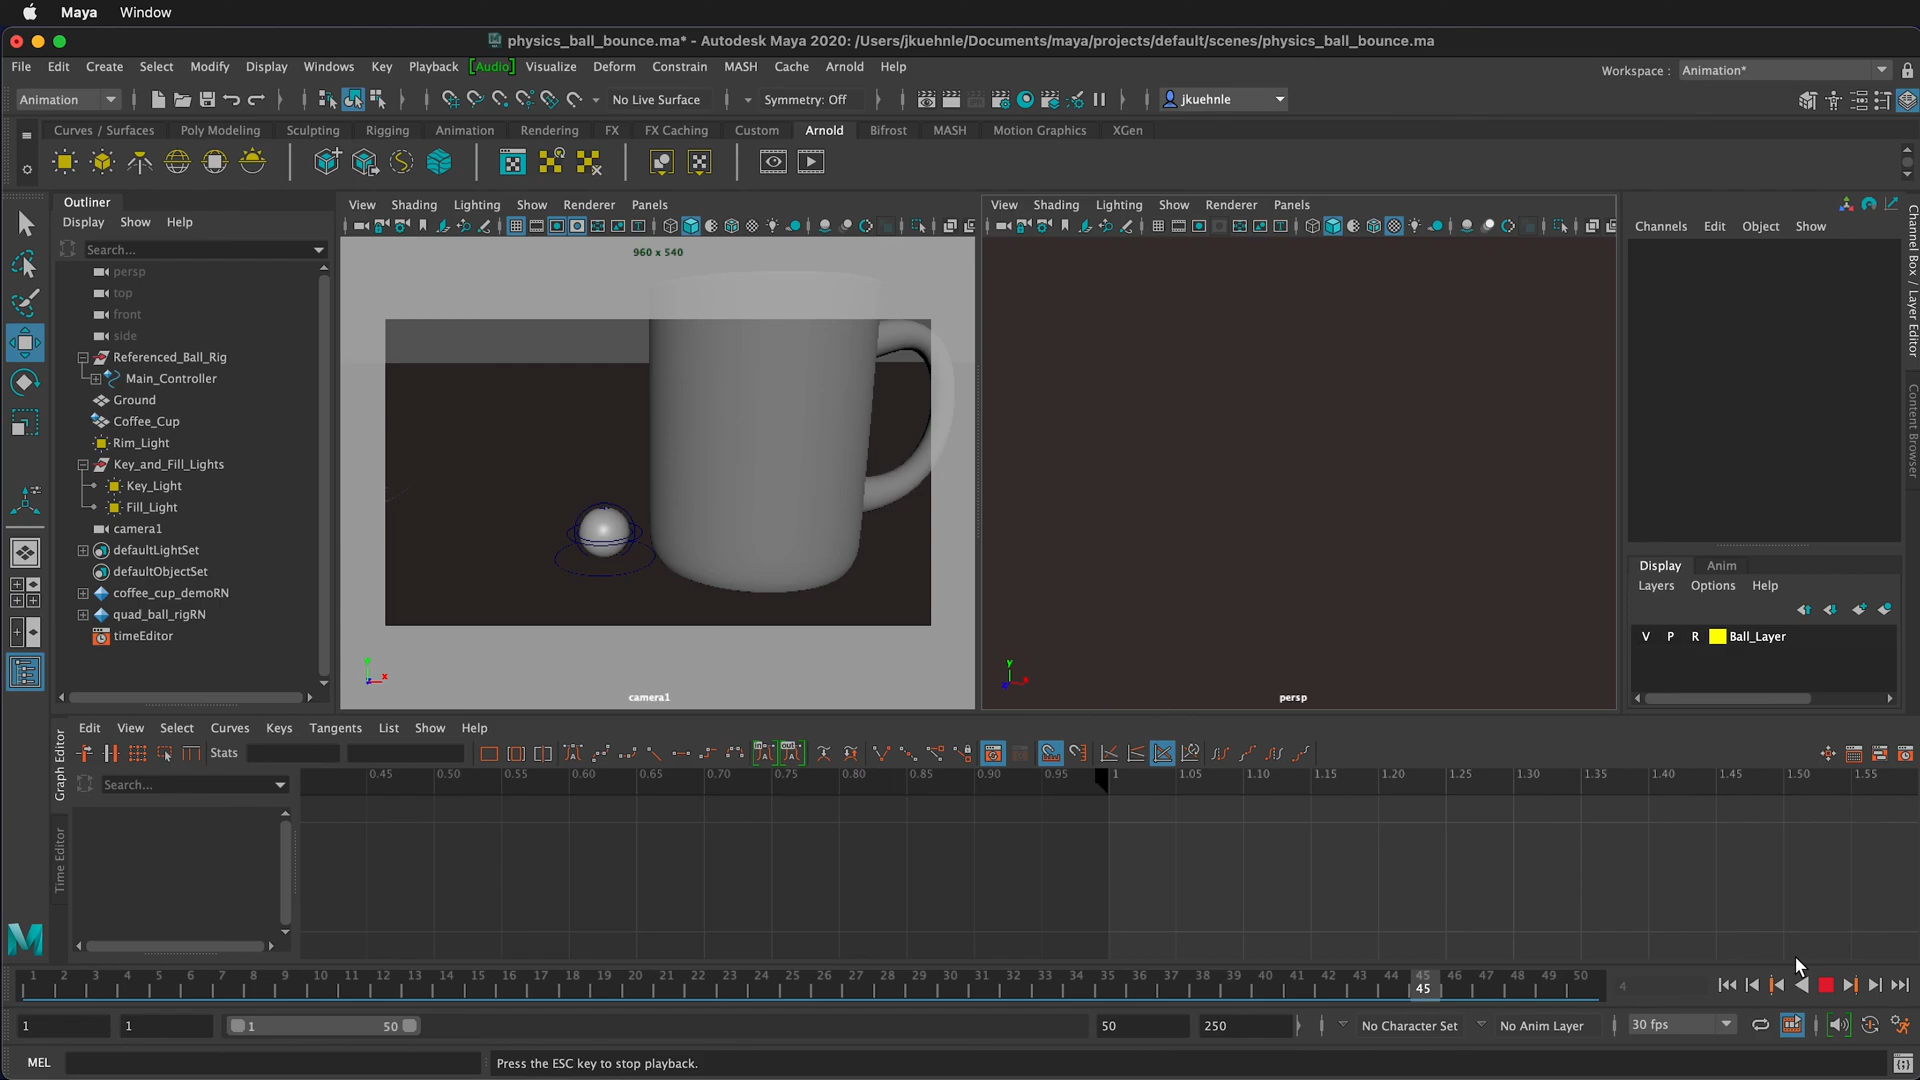 Maya Window
physics_ball_bounce.ma* - Autodesk Maya 2020: /Users/jkuehnle/Documents/maya/projects/default/scenes/physics_ball_bounce.ma
File Edit Create Select Modify Display Windows Key Playback [Audio] Visualize Deform Constrain MASH Cache Arnold Help
Workspace : Animation*
Animation No Live Surface Symmetry: Off jkuehnle
Curves / Surfaces Poly Modeling Sculpting Rigging Animation Rendering FX FX Caching Custom Arnold Bifrost MASH Motion Graphics XGen
Outliner
Display Show Help
Search...
persp
top
front
side
Referenced_Ball_Rig
Main_Controller
Ground
Coffee_Cup
Rim_Light
Key_and_Fill_Lights
Key_Light
Fill_Light
camera1
defaultLightSet
defaultObjectSet
coffee_cup_demoRN
quad_ball_rigRN
timeEditor
View Shading Lighting Show Renderer Panels
960 x 540
y
x
camera1
View Shading Lighting Show Renderer Panels
y
x
persp
Channels Edit Object Show
Channel Box / Layer Editor
Content Browser
Display Anim
Layers Options Help
V P R Ball_Layer
Graph Editor
Time Editor
Edit View Select Curves Keys Tangents List Show Help
Stats
in
out
Search...
0.45 0.50 0.55 0.60 0.65 0.70 0.75 0.80 0.85 0.90 0.95 1 1.05 1.10 1.15 1.20 1.25 1.30 1.35 1.40 1.45 1.50 1.55
1 2 3 4 5 6 7 8 9 10 11 12 13 14 15 16 17 18 19 20 21 22 23 24 25 26 27 28 29 30 31 32 33 34 35 36 37 38 39 40 41 42 43 44 45 46 47 48 49 50
45
4
1 1 1 50 50 250 No Character Set No Anim Layer 30 fps
MEL Press the ESC key to stop playback.